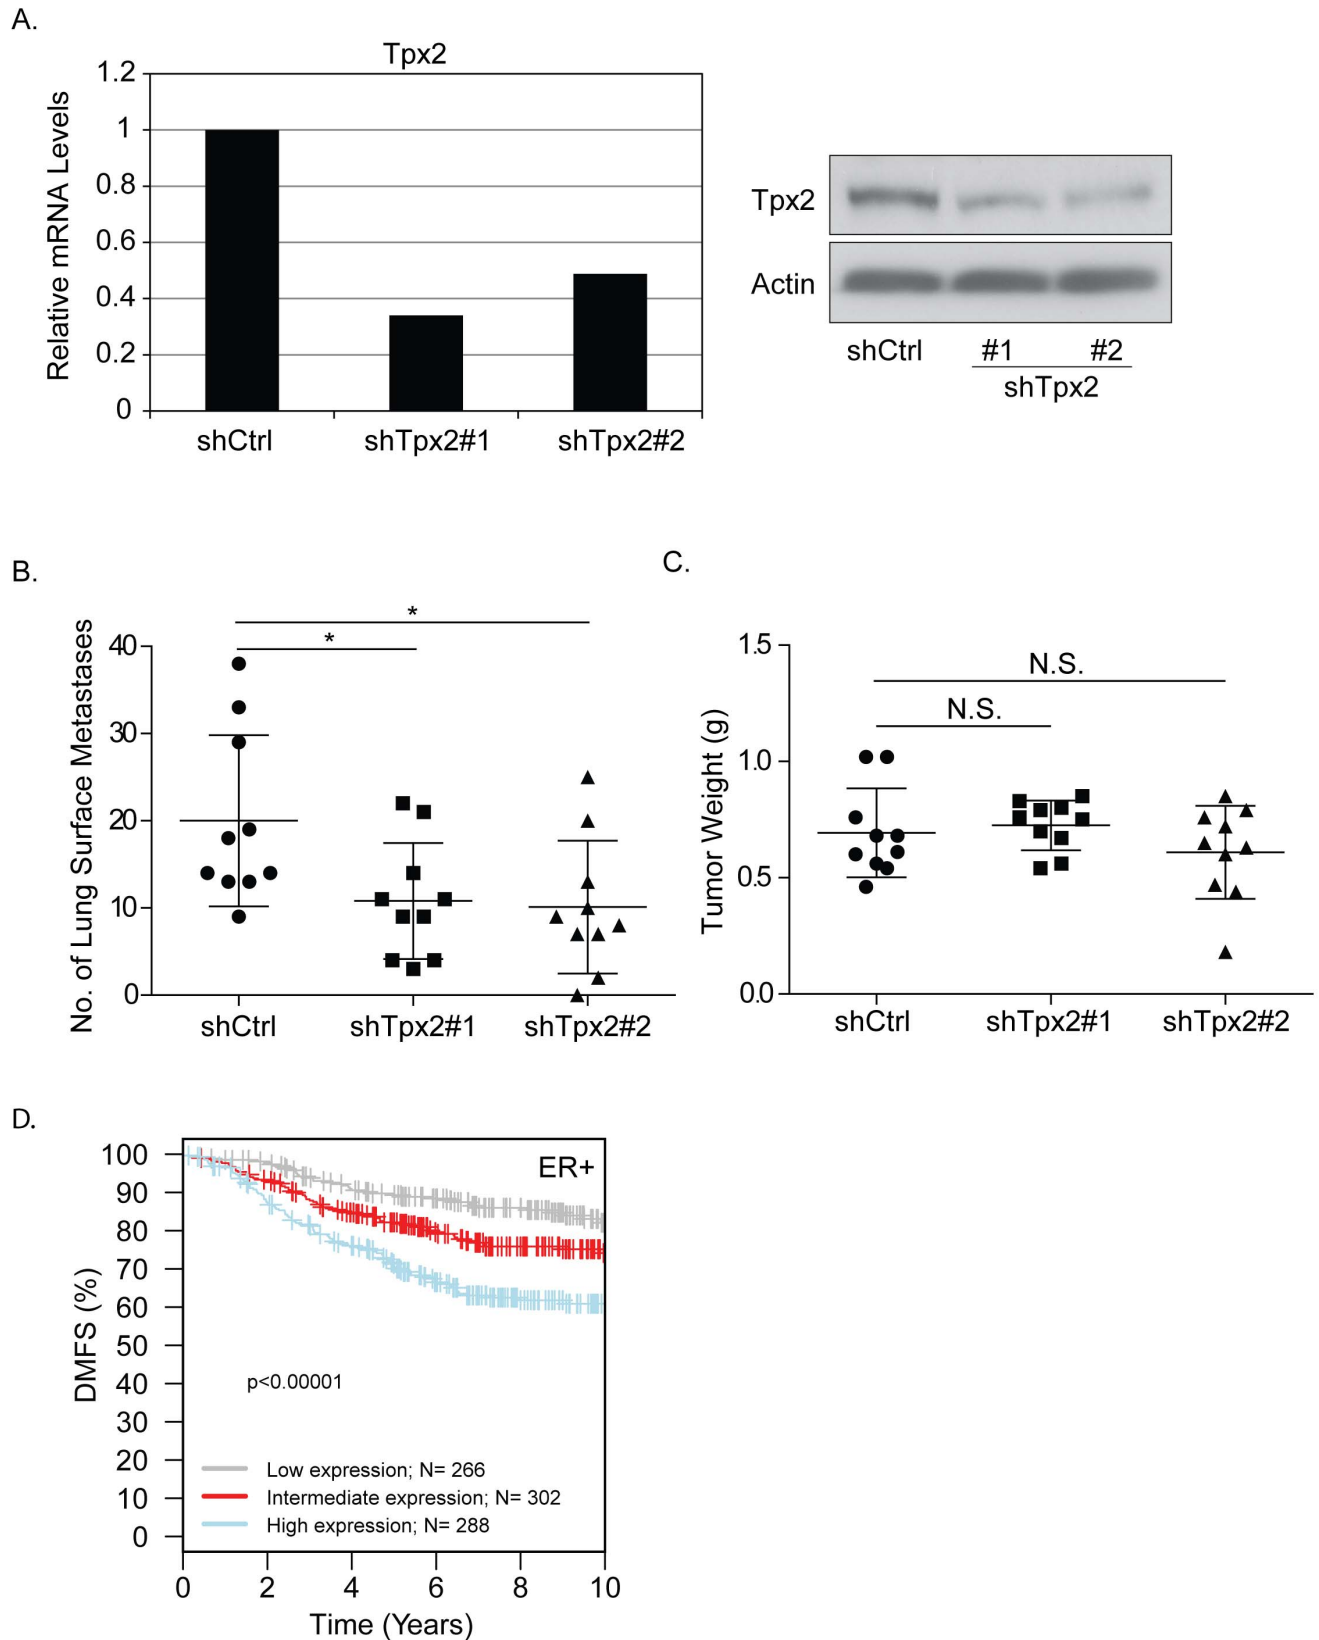 A.
Tpx2
Relative mRNA Levels
1.2
1
0.8
0.6
0.4
0.2
0
shCtrl shTpx2#1 shTpx2#2
Tpx2
Actin
shCtrl #1 #2
shTpx2
B.
No. of Lung Surface Metastases
40
30
20
10
0
*
*
shCtrl shTpx2#1 shTpx2#2
C.
Tumor Weight (g)
1.5
1.0
0.5
0.0
N.S.
N.S.
shCtrl shTpx2#1 shTpx2#2
D.
DMFS (%)
100
90
80
70
60
50
40
30
20
10
0
ER+
p<0.00001
Low expression; N= 266
Intermediate expression; N= 302
High expression; N= 288
0 2 4 6 8 10
Time (Years)